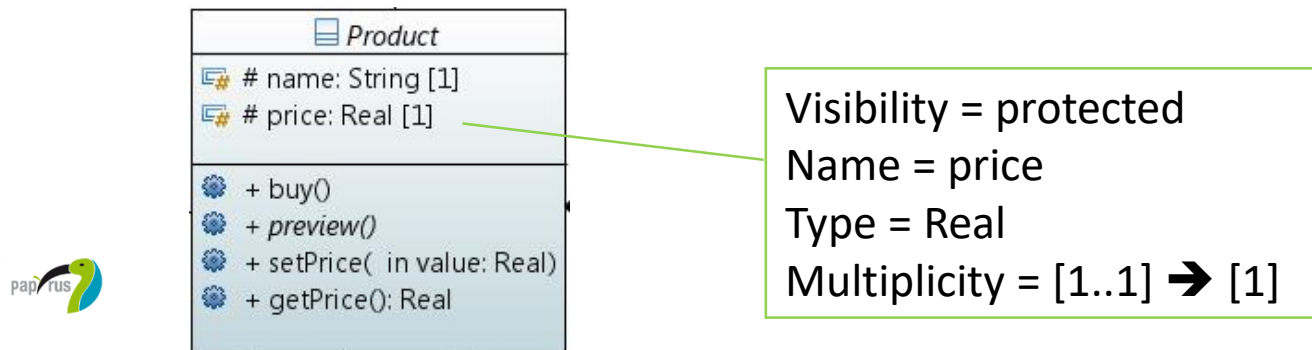 Product
# name: String [1]
# price: Real [1]
+ buy()
+ preview()
+ setPrice( in value: Real)
+ getPrice(): Real
papyrus
Visibility = protected
Name = price
Type = Real
Multiplicity = [1..1] ➔ [1]